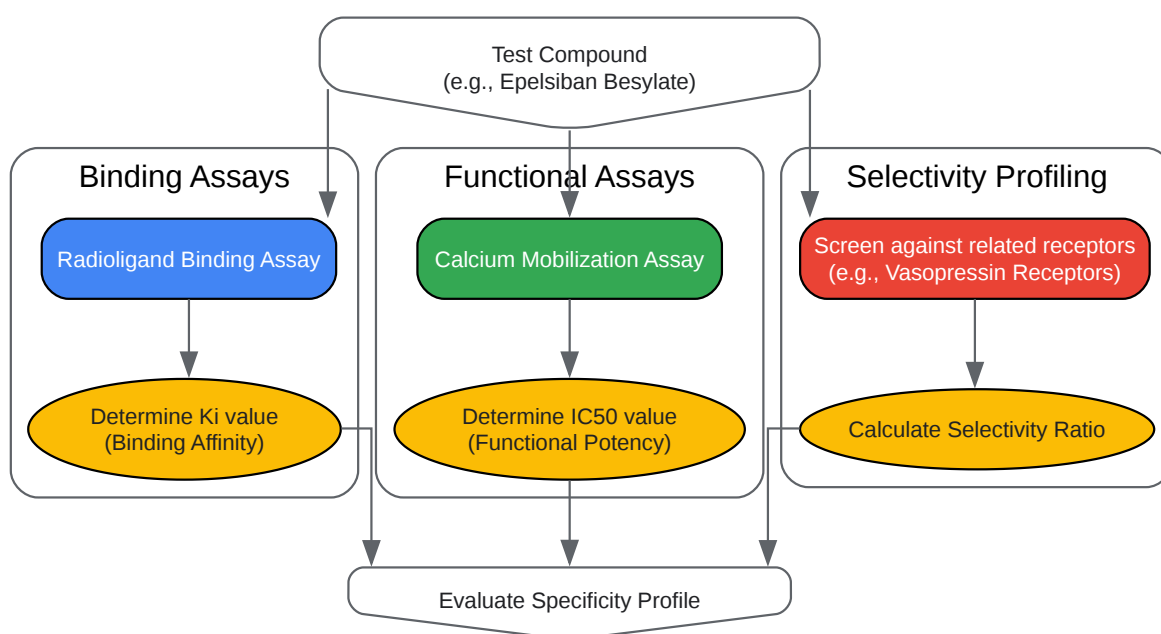 Test Compound
(e.g., Epelsiban Besylate)
Binding Assays
Functional Assays
Selectivity Profiling
Radioligand Binding Assay
Calcium Mobilization Assay
Screen against related receptors
(e.g., Vasopressin Receptors)
Determine Ki value
(Binding Affinity)
Determine IC50 value
(Functional Potency)
Calculate Selectivity Ratio
Evaluate Specificity Profile